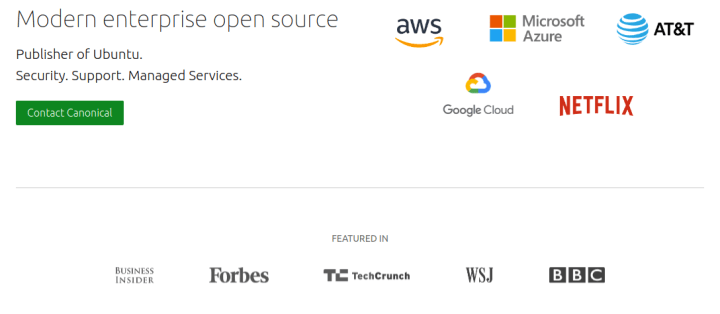 Modern enterprise open source
Publisher of Ubuntu.
Security. Support. Managed Services.
Contact Canonical
aws
Microsoft
Azure
AT&T
Google Cloud
NETFLIX
FEATURED IN
BUSINESS
INSIDER
Forbes
TC TechCrunch
WSJ
BBC